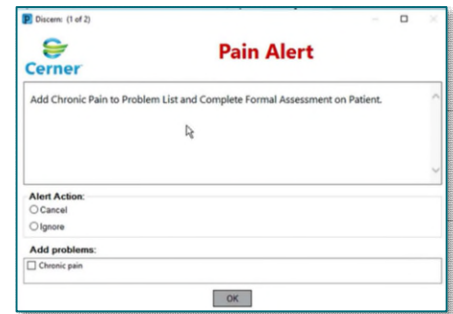 Discern: (1 of 2)
Cerner
Pain Alert
Add Chronic Pain to Problem List and Complete Formal Assessment on Patient.
Alert Action:
Cancel
Ignore
Add problems:
Chronic pain
OK